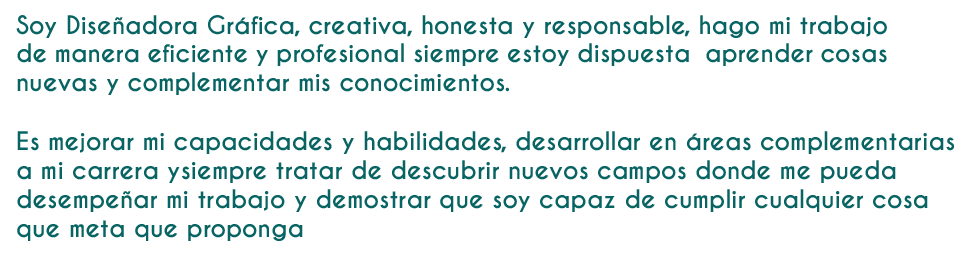 Soy Diseñadora Gráfica, creativa, honesta y responsable, hago mi trabajo
de manera eficiente y profesional siempre estoy dispuesta  aprender cosas
nuevas y complementar mis conocimientos.

Es mejorar mi capacidades y habilidades, desarrollar en áreas complementarias
a mi carrera ysiempre tratar de descubrir nuevos campos donde me pueda
desempeñar mi trabajo y demostrar que soy capaz de cumplir cualquier cosa
que meta que proponga